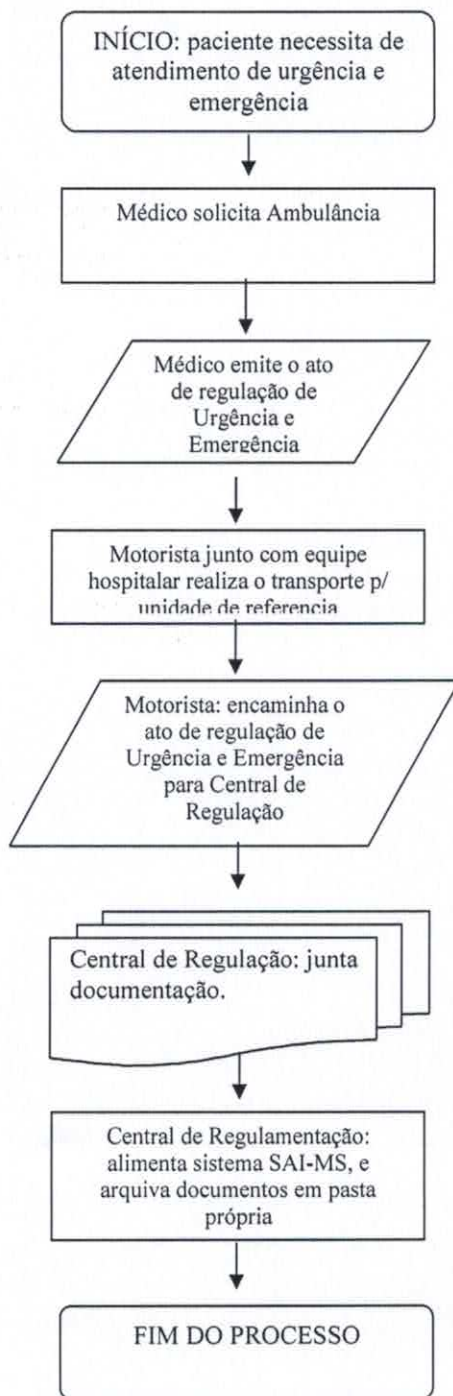 INÍCIO: paciente necessita de
atendimento de urgência e
emergência
Médico solicita Ambulância
Médico emite o ato
de regulação de
Urgência e
Emergência
Motorista junto com equipe
hospitalar realiza o transporte p/
unidade de referencia
Motorista: encaminha o
ato de regulação de
Urgência e Emergência
para Central de
Regulação
Central de Regulação: junta
documentação.
Central de Regulamentação:
alimenta sistema SAI-MS, e
arquiva documentos em pasta
própria
FIM DO PROCESSO